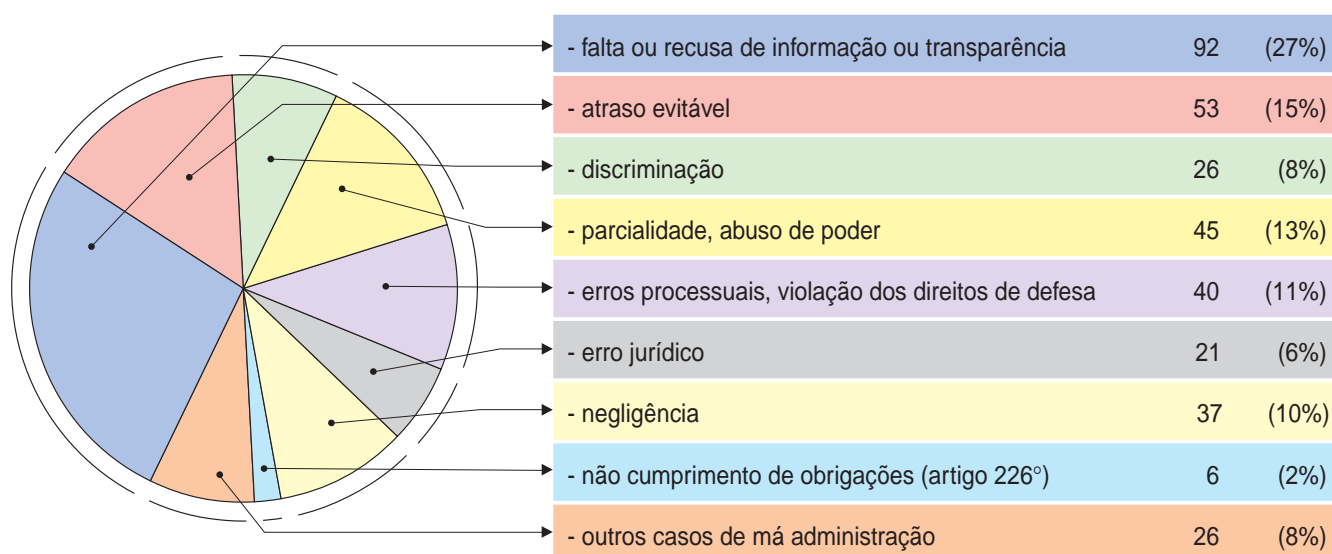 - falta ou recusa de informação ou transparência 92 (27%)
- atraso evitável 53 (15%)
- discriminação 26 (8%)
- parcialidade, abuso de poder 45 (13%)
- erros processuais, violação dos direitos de defesa 40 (11%)
- erro jurídico 21 (6%)
- negligência 37 (10%)
- não cumprimento de obrigações (artigo 226°) 6 (2%)
- outros casos de má administração 26 (8%)